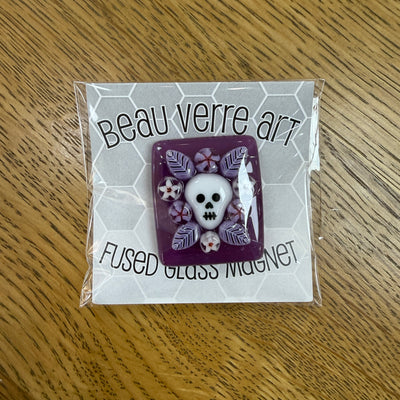 Beau Verre Art
Fused Glass Magnet